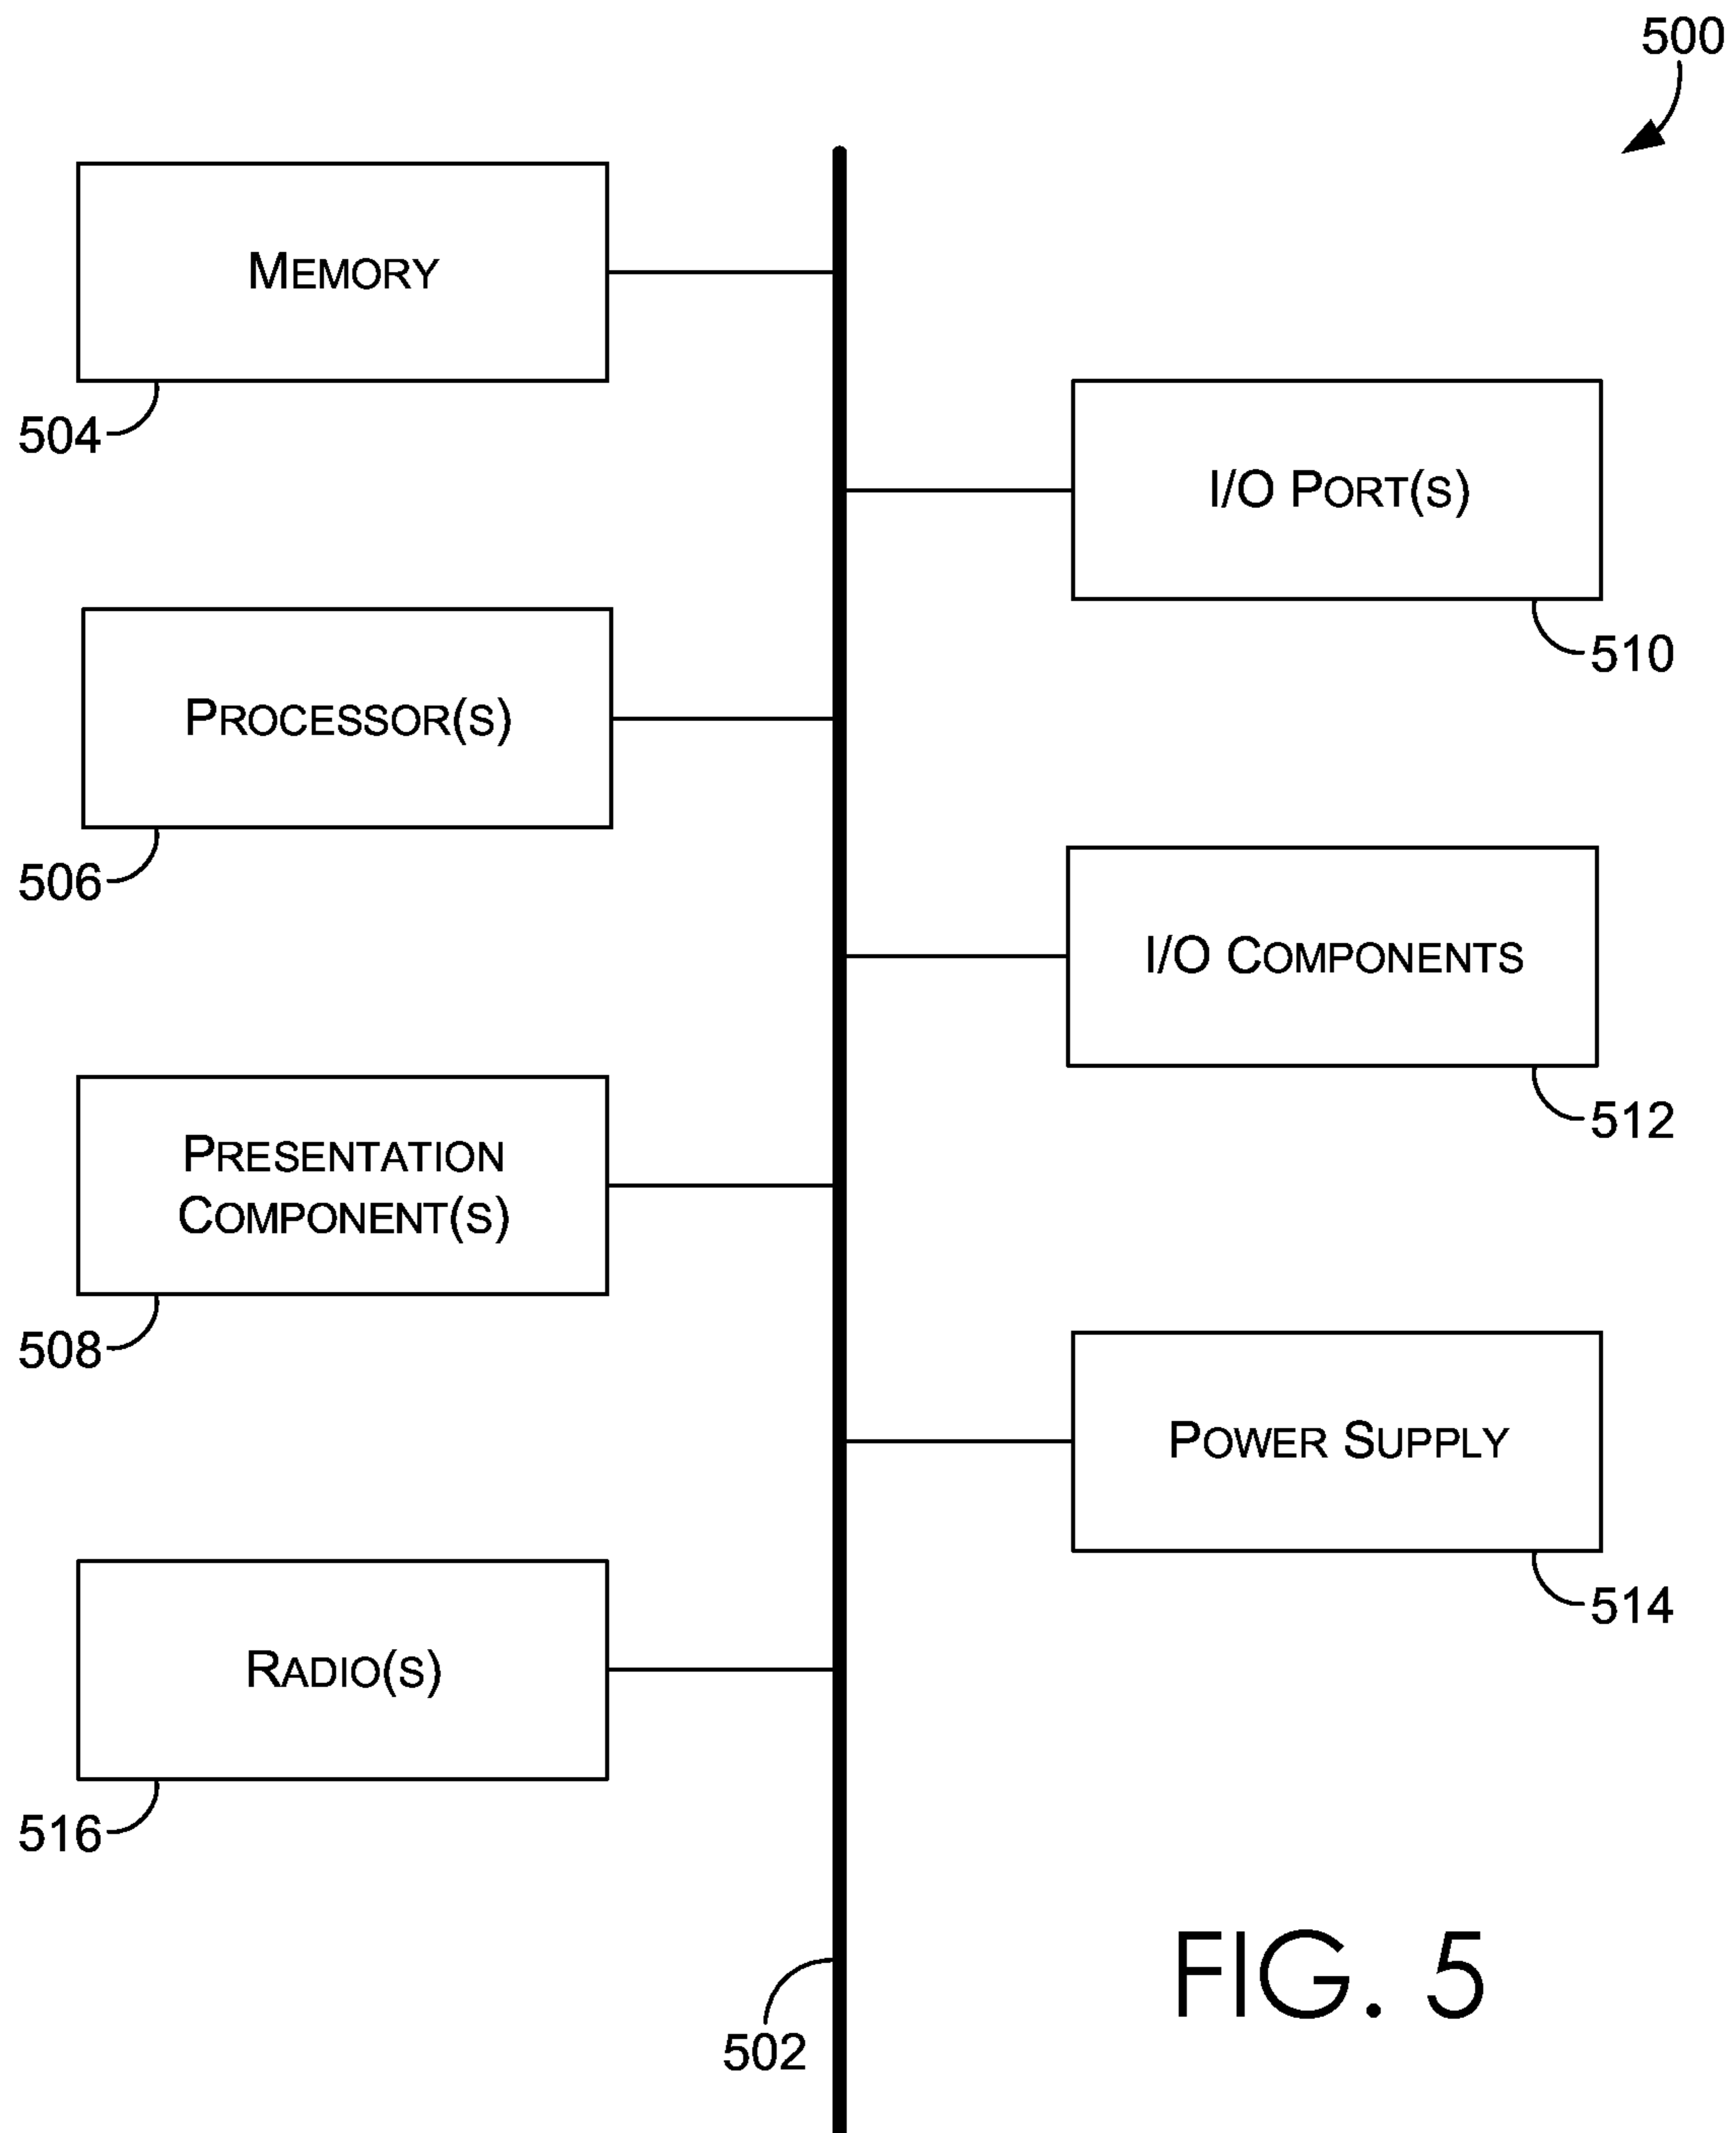 500
MEMORY
504
I/O PORT(S)
510
PROCESSOR(S)
506
I/O COMPONENTS
512
PRESENTATION
COMPONENT(S)
508
POWER SUPPLY
514
RADIO(S)
516
502
FIG. 5